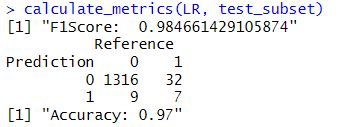 > calculate_metrics(LR, test_subset)
[1] "F1Score:  0.984661429105874"
          Reference
Prediction    0    1
         0 1316   32
         1    9    7
[1] "Accuracy: 0.97"